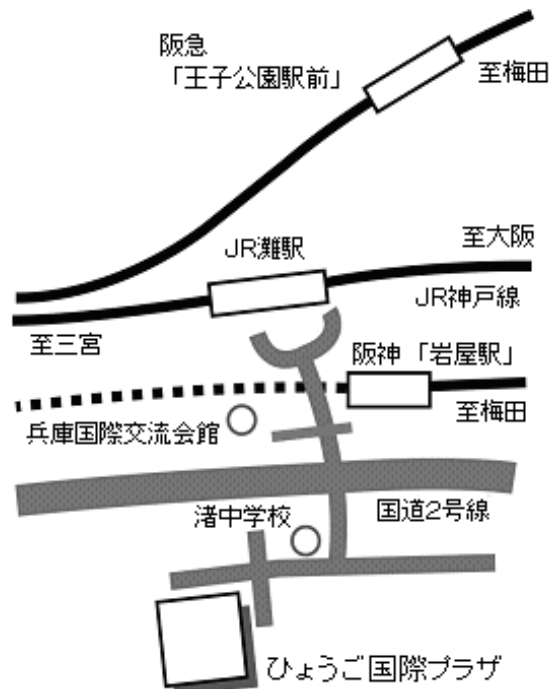 阪急
「王子公園駅前」
至梅田
至大阪
JR灘駅
JR神戸線
至三宮
阪神「岩屋駅」
至梅田
兵庫国際交流会館
渚中学校
国道2号線
ひょうご国際プラザ